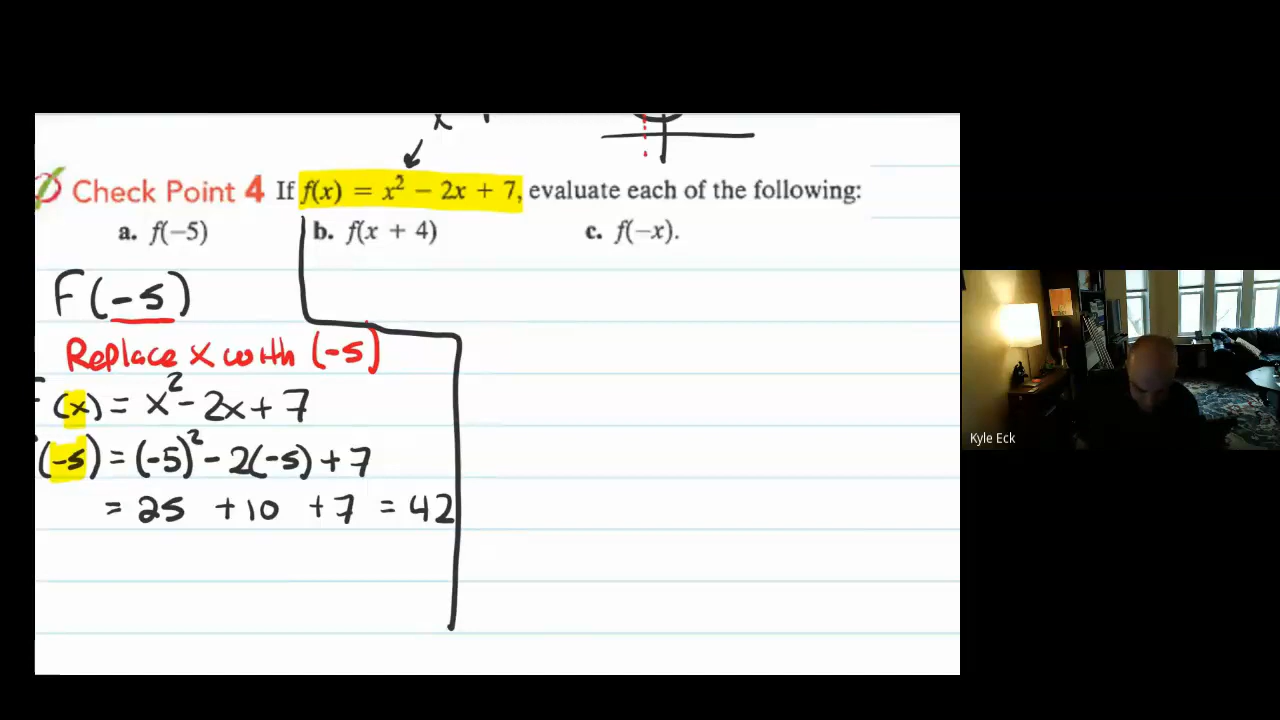 x
Check Point 4 If f(x) = x² − 2x + 7, evaluate each of the following:
a. f(−5) b. f(x + 4) c. f(−x).
F(-5)
Replace x with (-5)
(x) = x² - 2x + 7
(-5) = (-5)² - 2(-5) + 7
= 25 + 10 + 7 = 42
Kyle Eck